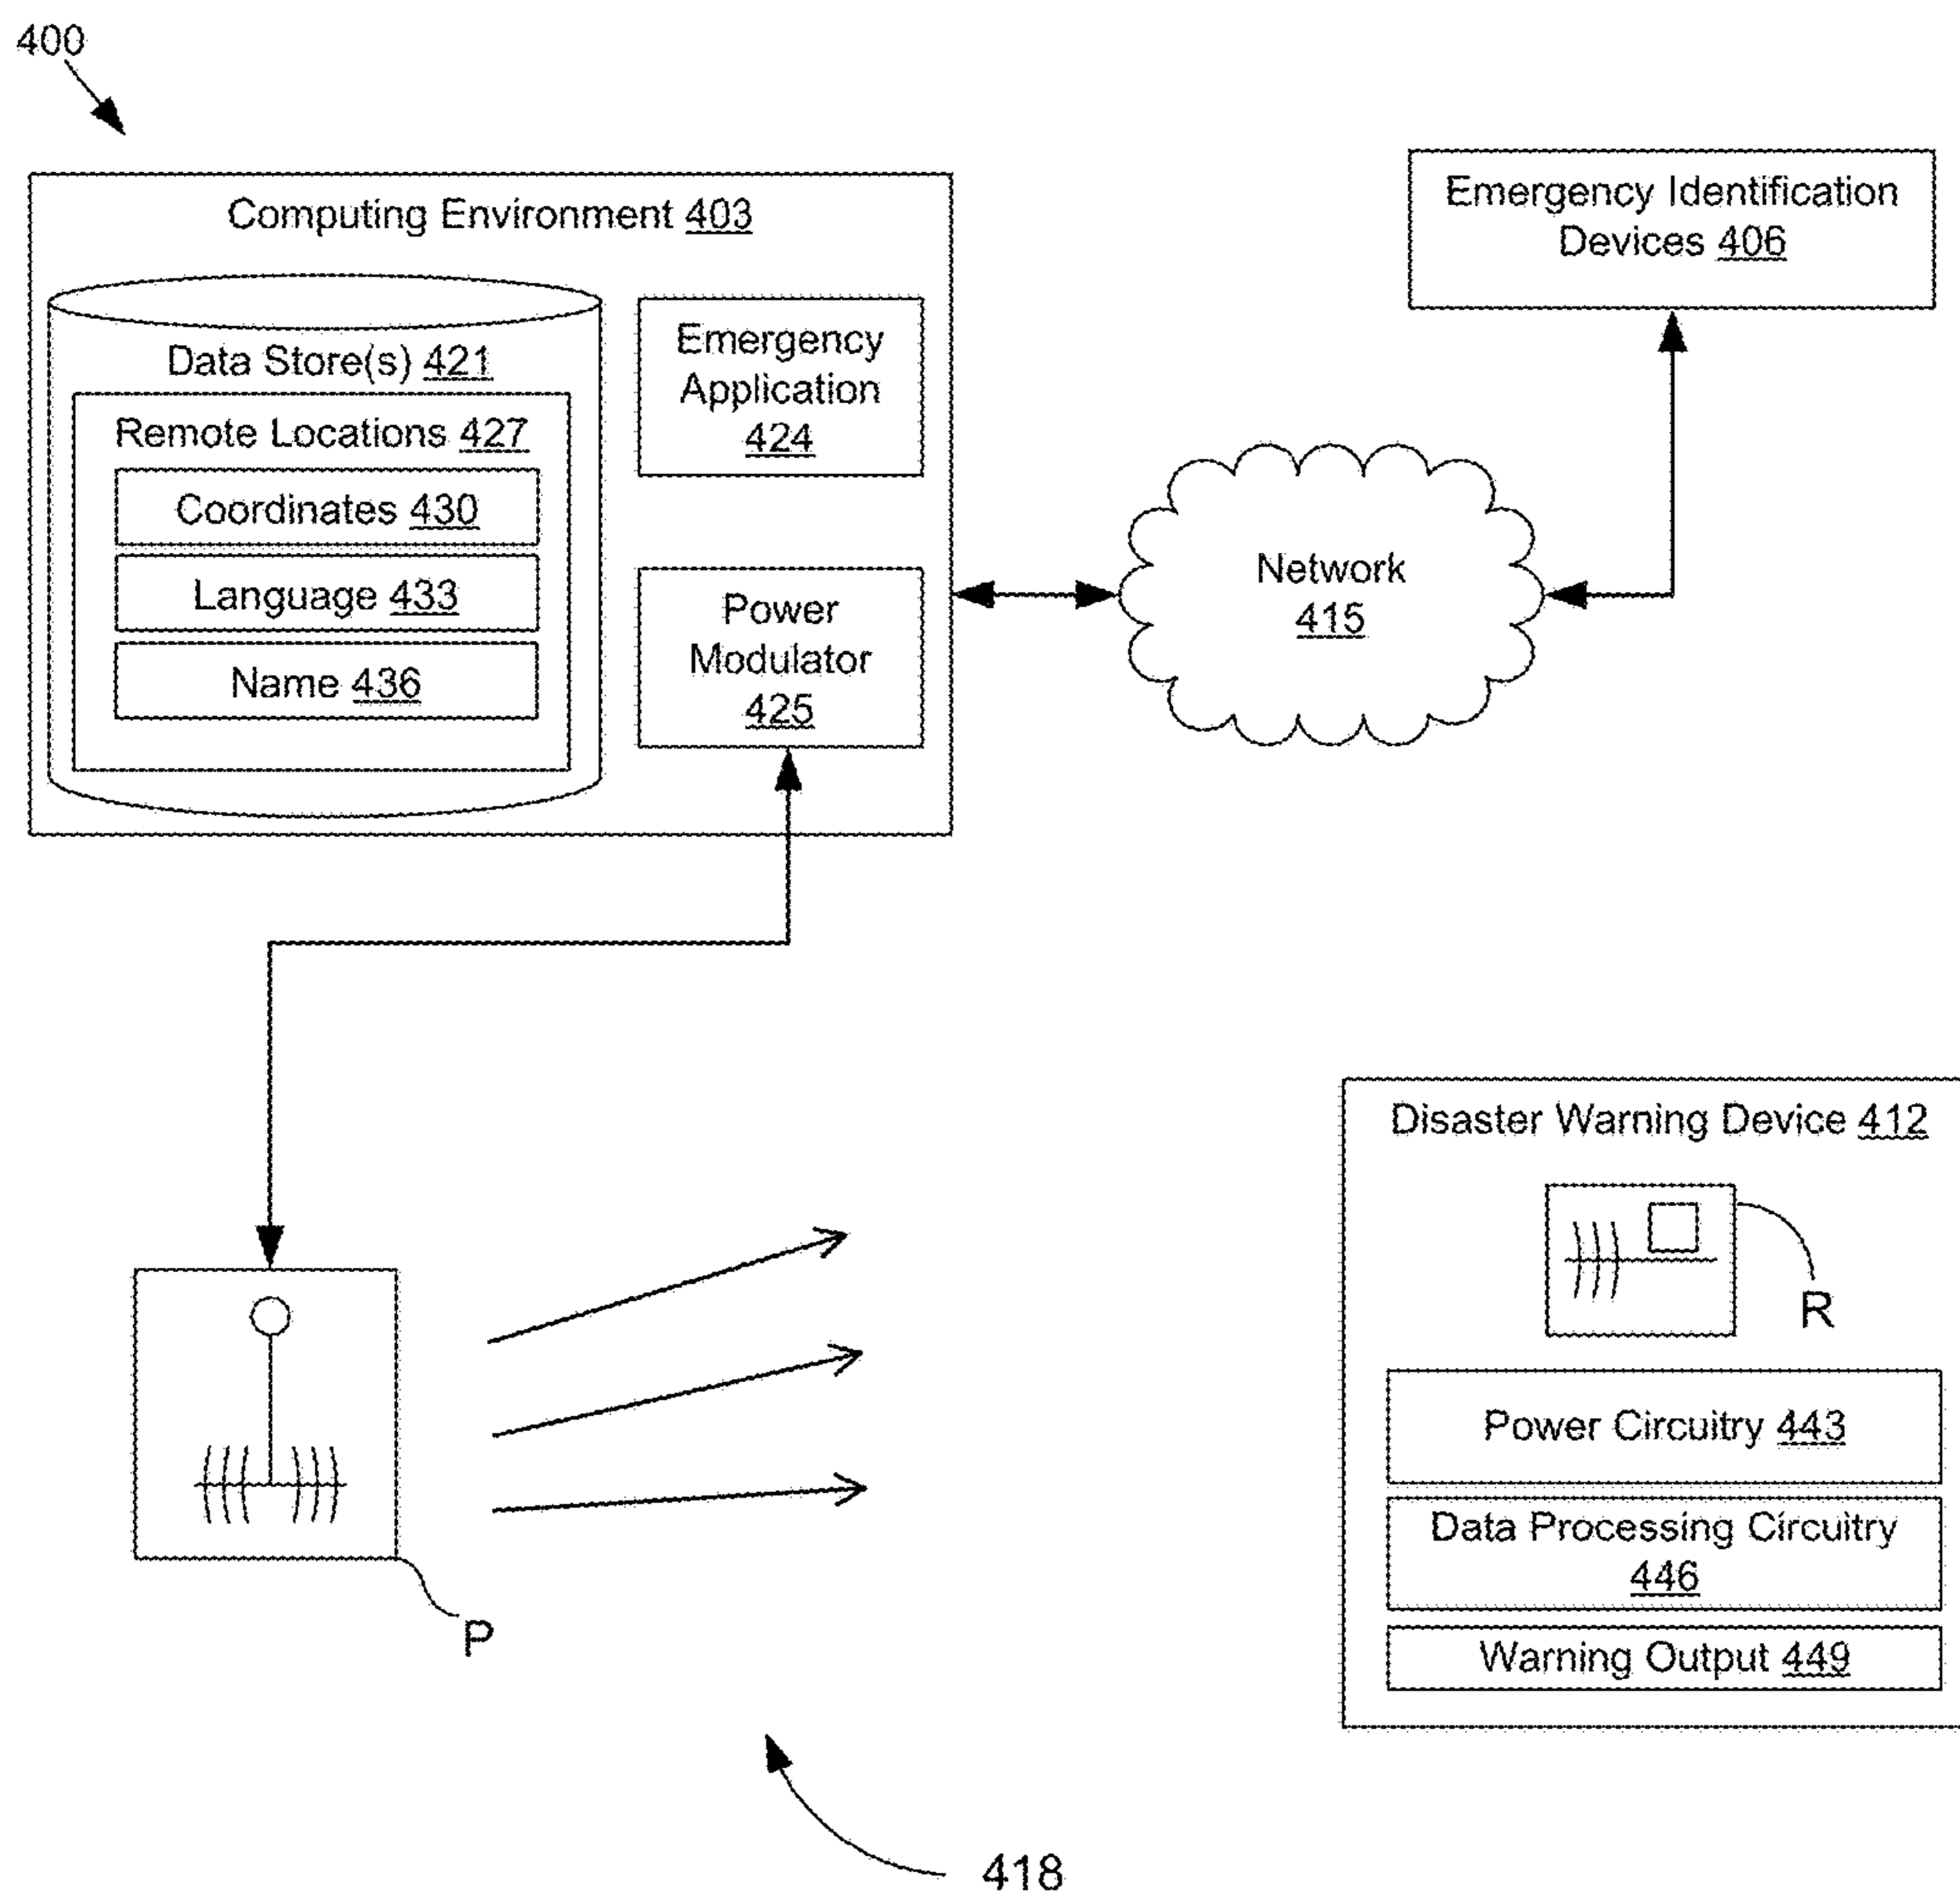 400
Computing Environment 403
Data Store(s) 421
Remote Locations 427
Coordinates 430
Language 433
Name 436
Emergency
Application
424
Power
Modulator
425
Network
415
Emergency Identification
Devices 406
P
418
Disaster Warning Device 412
R
Power Circuitry 443
Data Processing Circuitry
446
Warning Output 449